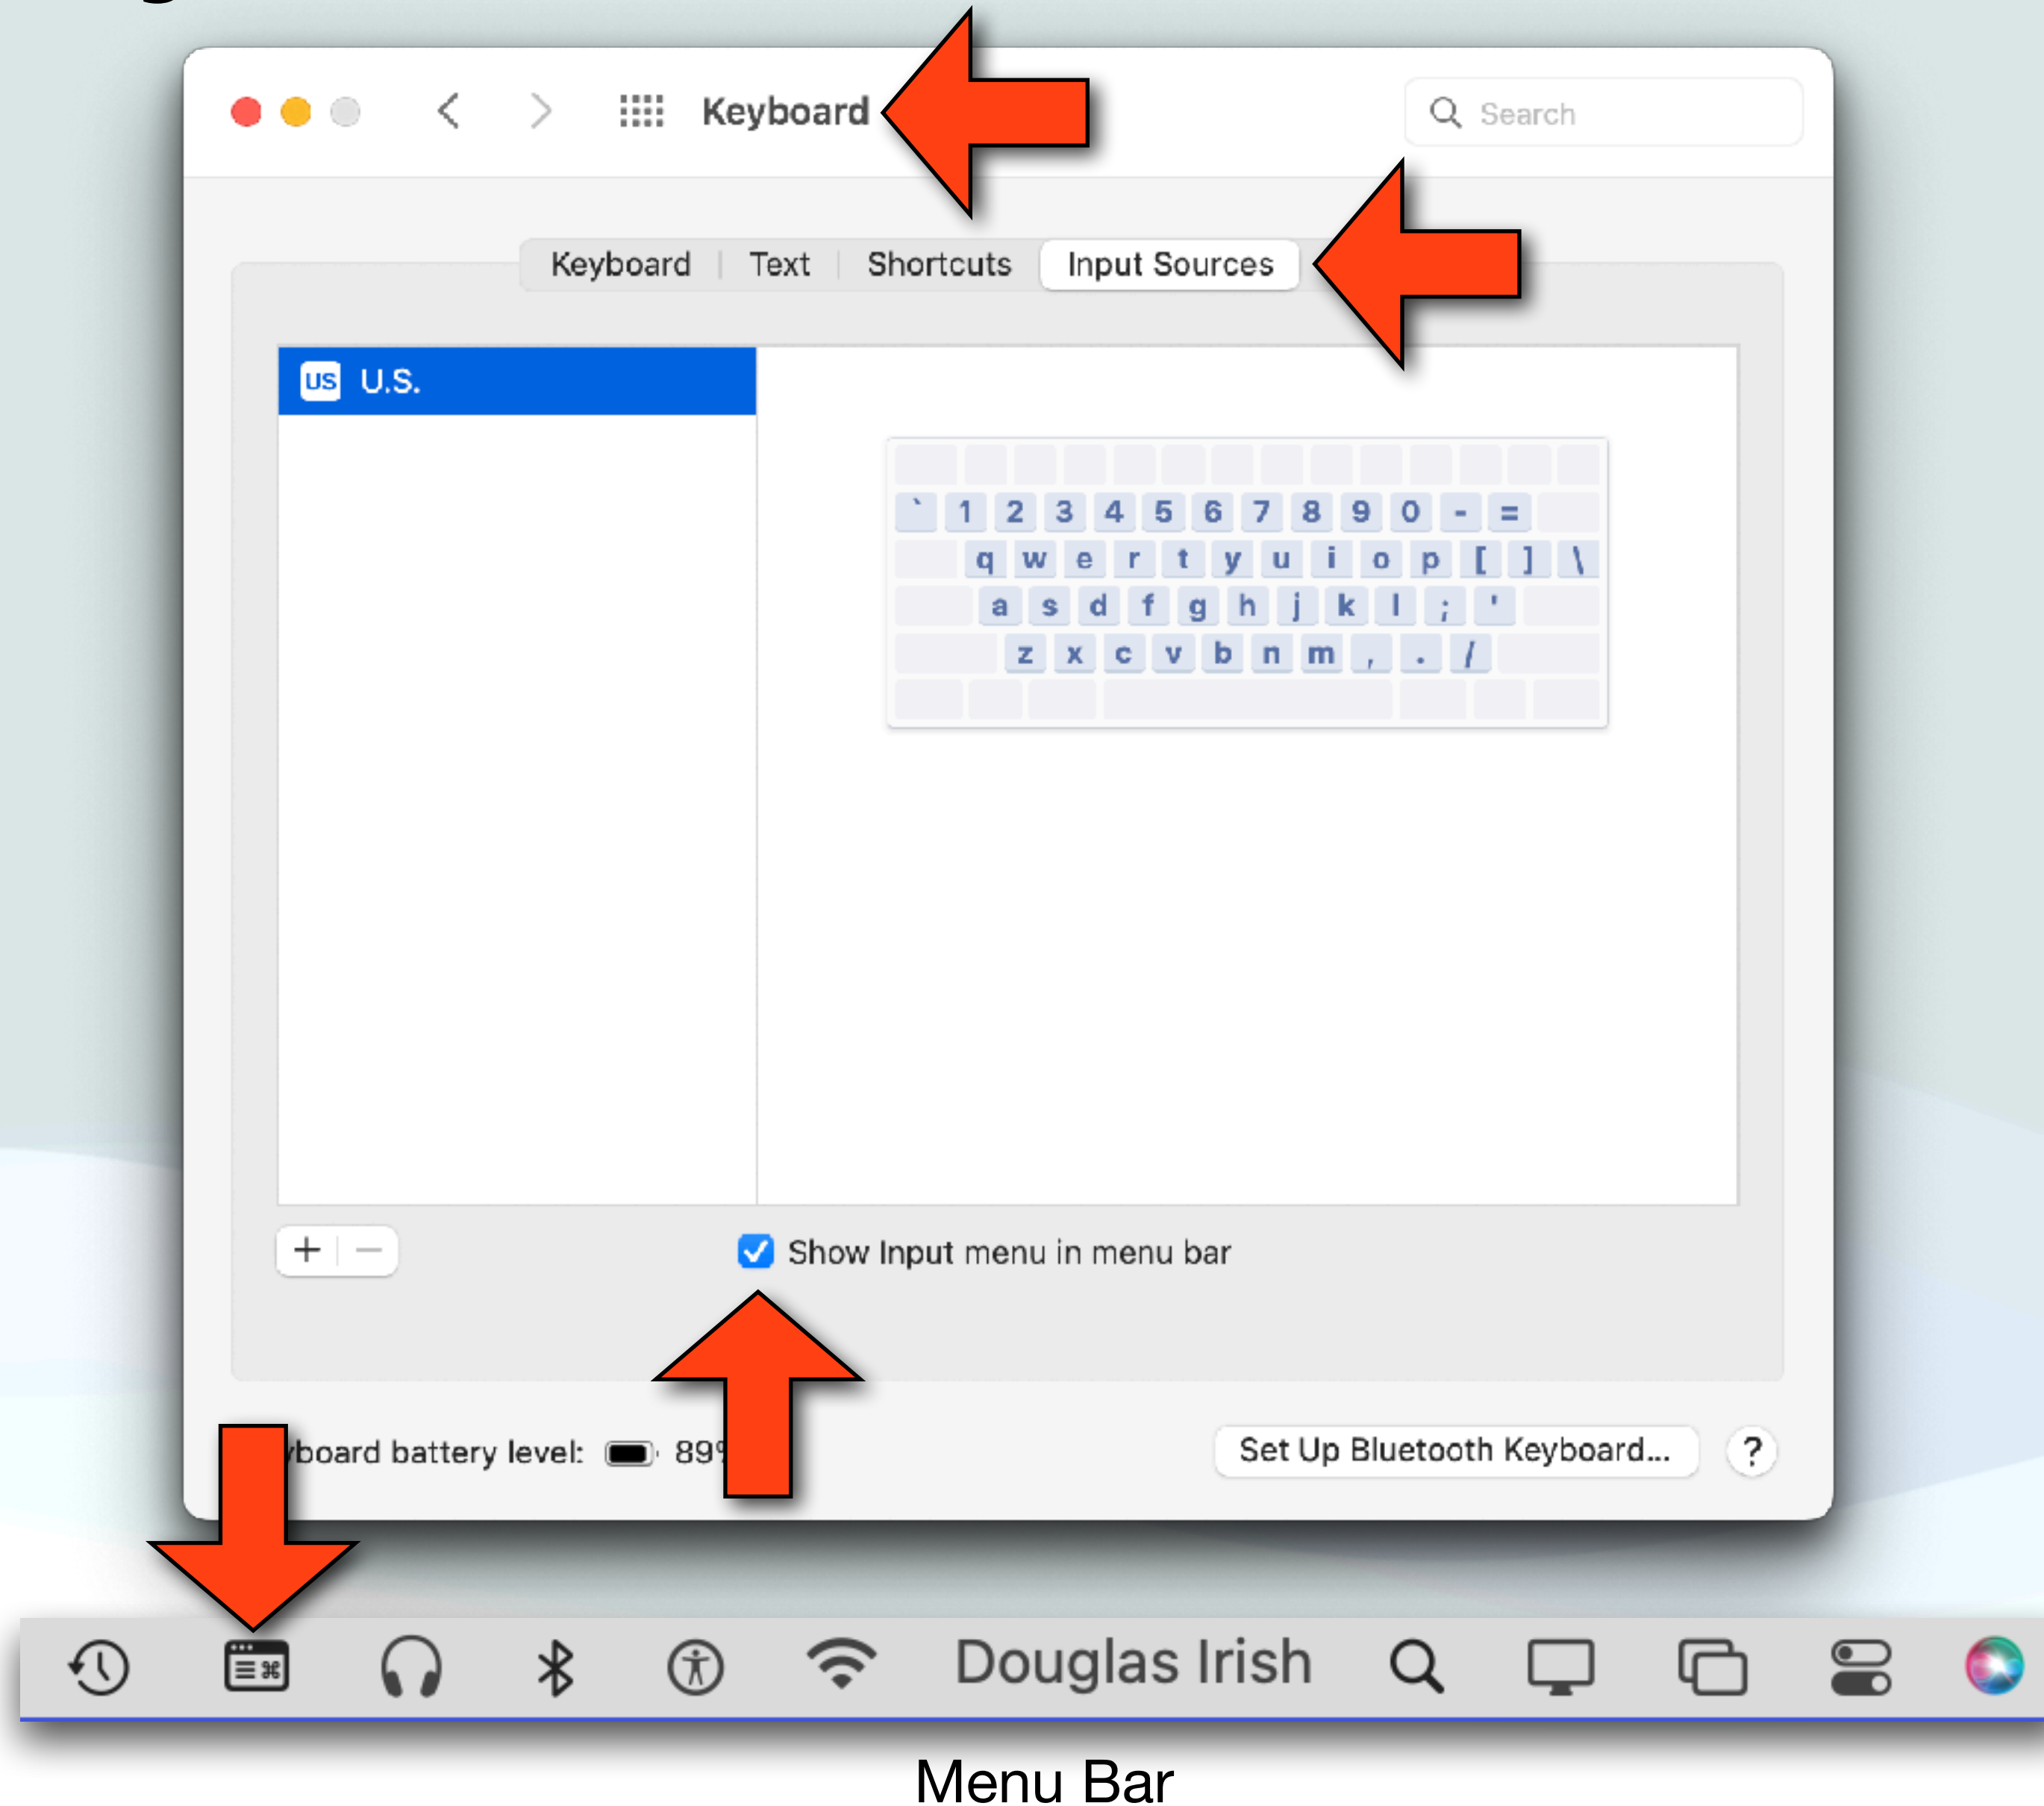 Keyboard
Search
Keyboard Text Shortcuts Input Sources
US U.S.
` 1 2 3 4 5 6 7 8 9 0 - =
q w e r t y u i o p [ ] \
a s d f g h j k l ; '
z x c v b n m , . /
+ −
Show Input menu in menu bar
battery level: 89
Set Up Bluetooth Keyboard... ?
Douglas Irish
Menu Bar